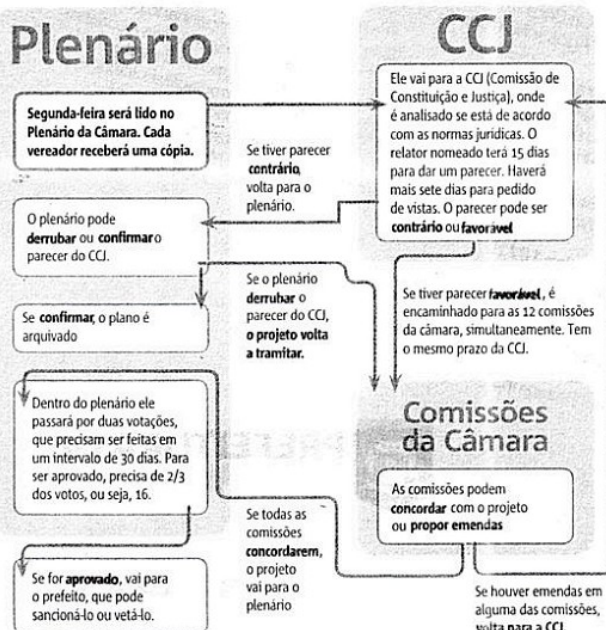 Plenário
Segunda-feira será lido no
Plenário da Câmara. Cada
vereador receberá uma cópia.
O plenário pode
derrubar ou confirmar o
parecer do CCJ.
Se confirmar, o plano é
arquivado
Dentro do plenário ele
passará por duas votações,
que precisam ser feitas em
um intervalo de 30 dias. Para
ser aprovado, precisa de 2/3
dos votos, ou seja, 16.
Se for aprovado, vai para
o prefeito, que pode
sancioná-lo ou vetá-lo.
Se tiver parecer
contrário,
volta para o
plenário.
Se o plenário
derrubar o
parecer do CCJ,
o projeto volta
a tramitar.
Se todas as
comissões
concordarem,
o projeto
vai para o
plenário
CCJ
Ele vai para a CCJ (Comissão de
Constituição e Justiça), onde
é analisado se está de acordo
com as normas jurídicas. O
relator nomeado terá 15 dias
para dar um parecer. Haverá
mais sete dias para pedido
de vistas. O parecer pode ser
contrário ou favorável
Se tiver parecer favorável, é
encaminhado para as 12 comissões
da câmara, simultaneamente. Tem
o mesmo prazo da CCJ.
Comissões
da Câmara
As comissões podem
concordar com o projeto
ou propor emendas
Se houver emendas em
alguma das comissões,
volta para a CCJ